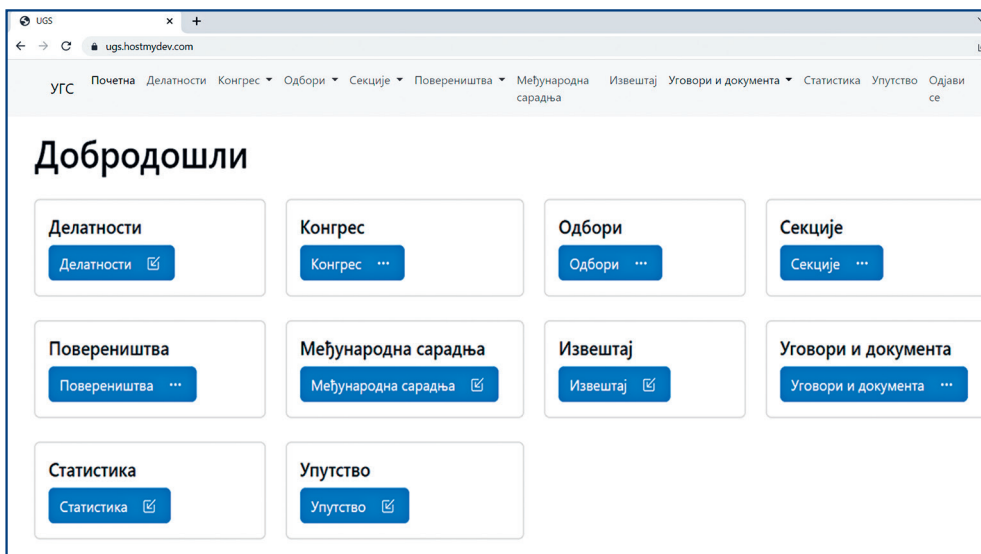 UGS
ugs.hostmydev.com
УГС Почетна Делатности Конгрес Одбори Секције Повереништва Међународна сарадња Извештај Уговори и документа Статистика Упутство Одјави се
Добродошли
Делатности Конгрес Одбори Секције
Делатности Конгрес ... Одбори ... Секције ...
Повереништва Међународна сарадња Извештај Уговори и документа
Повереништва ... Међународна сарадња Извештај Уговори и документа ...
Статистика Упутство
Статистика Упутство